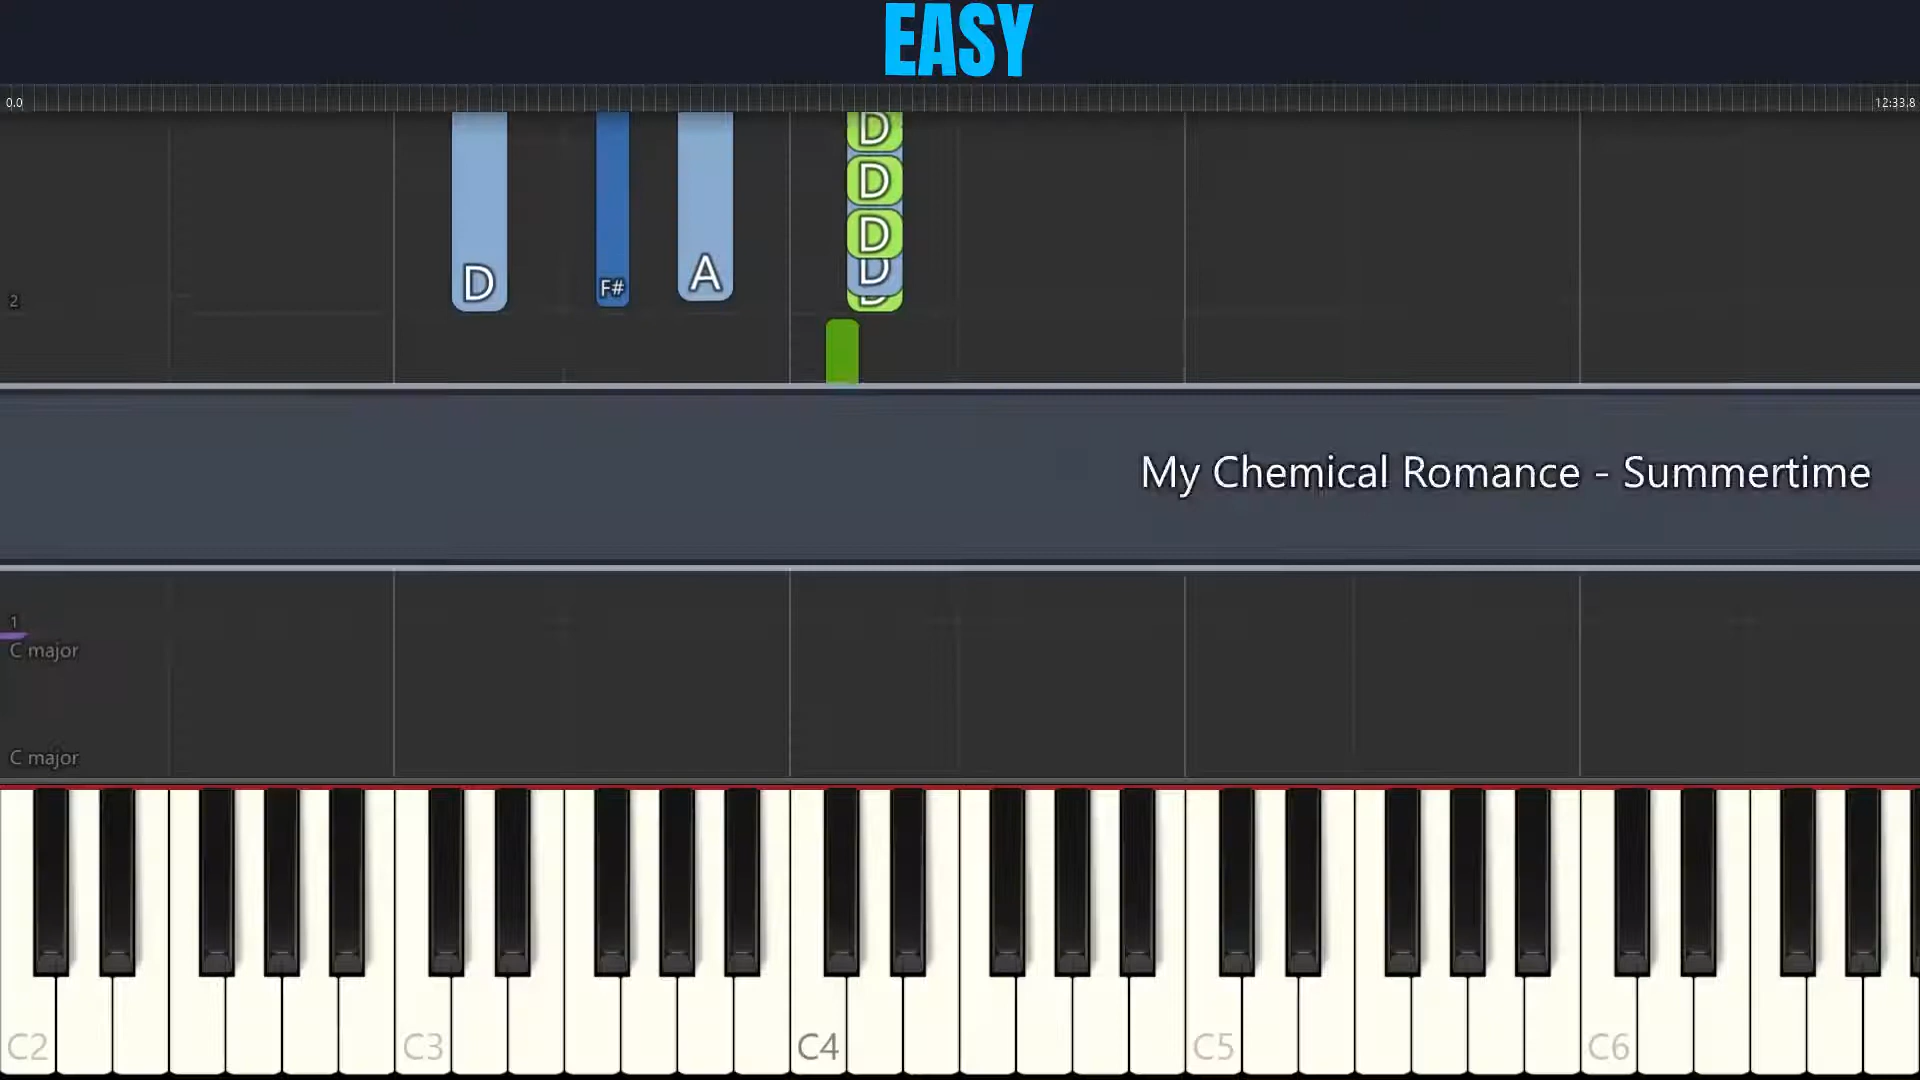 EASY
0.0 12:33,8
D
D
D
D F# A D
D
2
My Chemical Romance - Summertime
1
C major
C major
C2 C3 C4 C5 C6